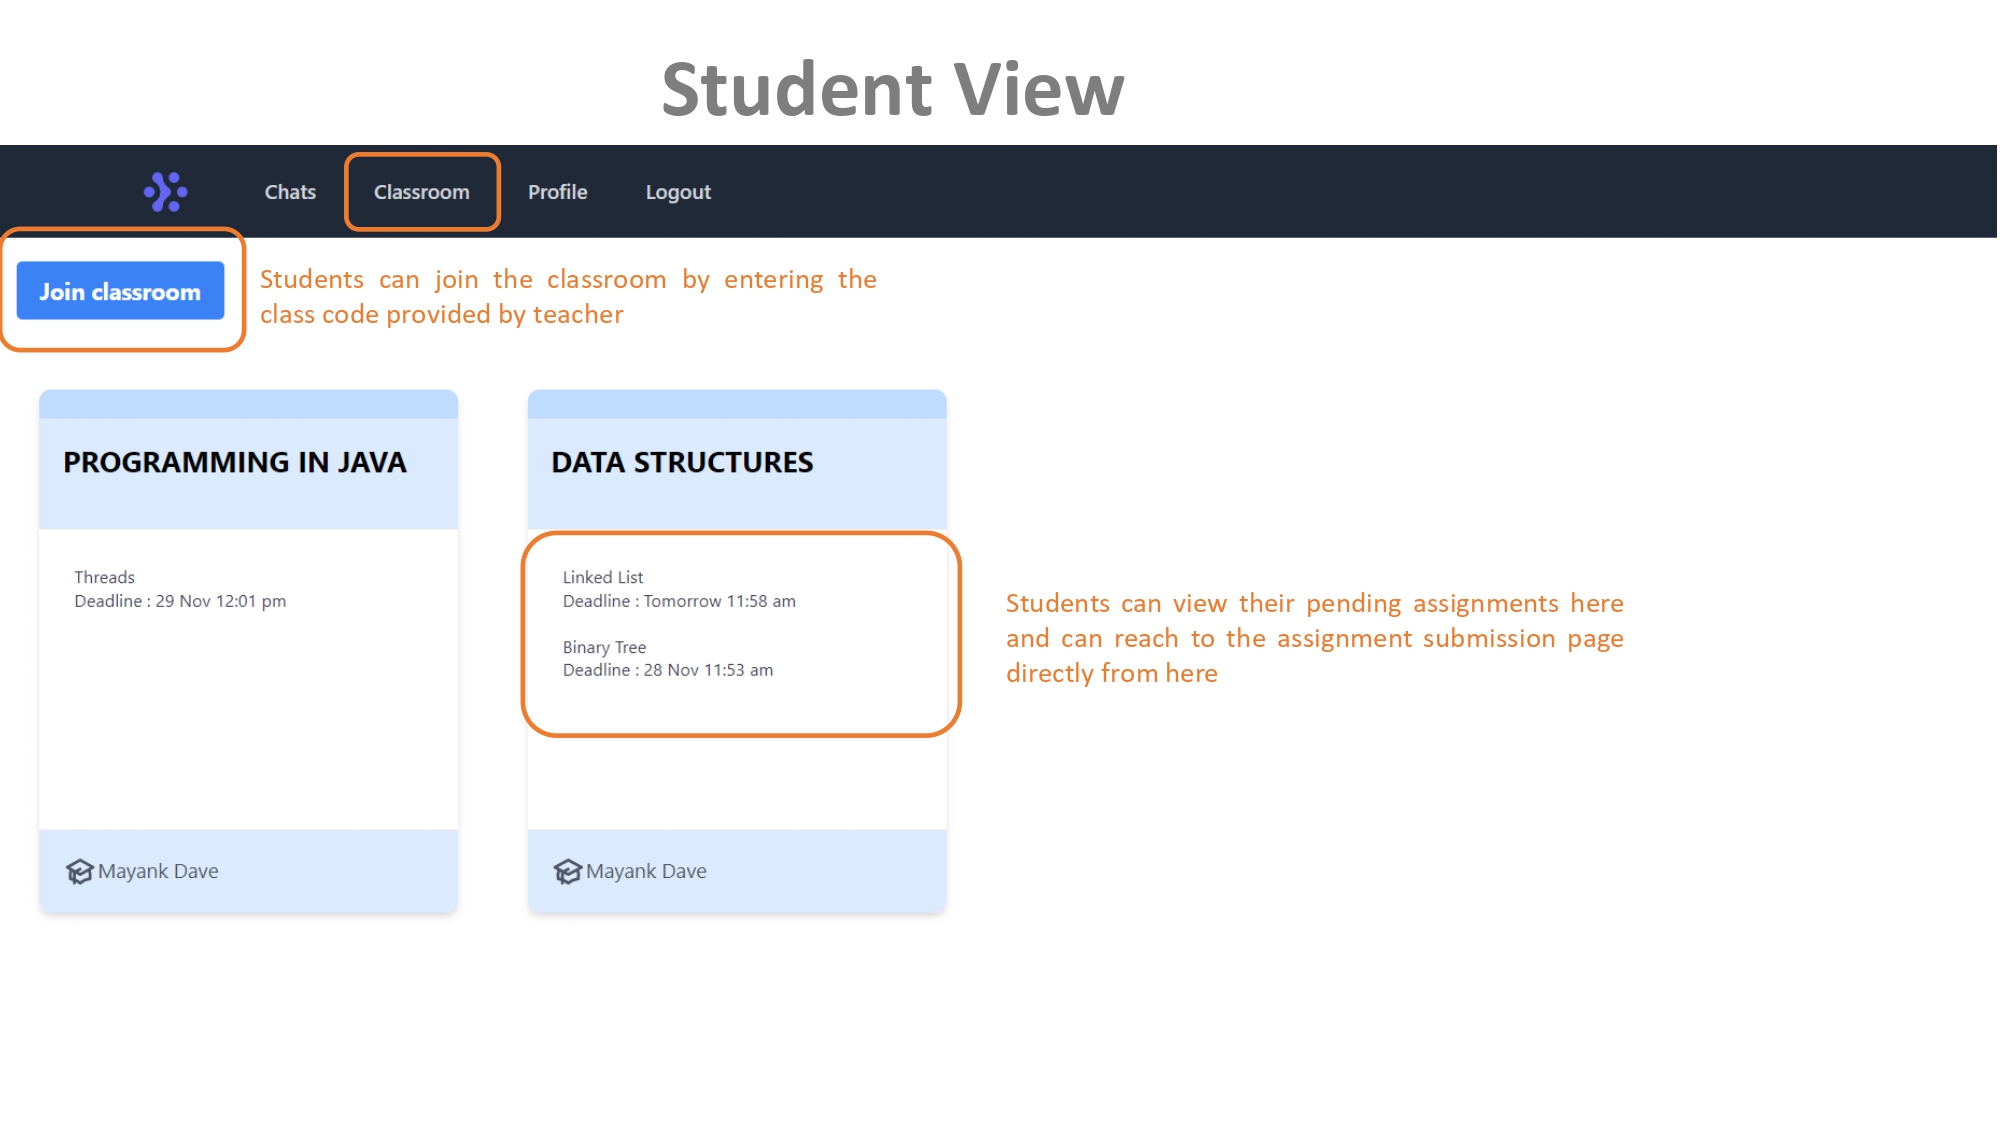 Student View
Chats Classroom Profile Logout
Join classroom
Students can join the classroom by entering the
class code provided by teacher
PROGRAMMING IN JAVA
Threads
Deadline : 29 Nov 12:01 pm
Mayank Dave
DATA STRUCTURES
Linked List
Deadline : Tomorrow 11:58 am
Binary Tree
Deadline : 28 Nov 11:53 am
Mayank Dave
Students can view their pending assignments here
and can reach to the assignment submission page
directly from here